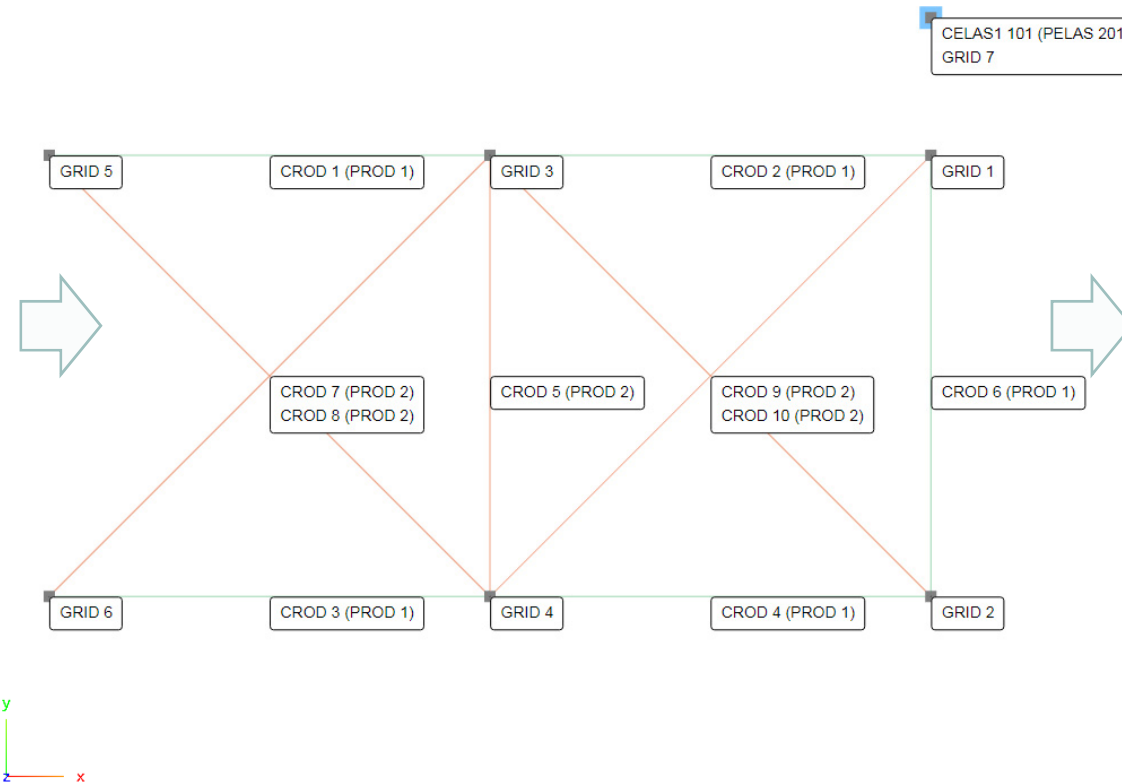 CELAS1 101 (PELAS 201
GRID 7
GRID 5
CROD 1 (PROD 1)
GRID 3
CROD 2 (PROD 1)
GRID 1
CROD 7 (PROD 2)
CROD 8 (PROD 2)
CROD 5 (PROD 2)
CROD 9 (PROD 2)
CROD 10 (PROD 2)
CROD 6 (PROD 1)
GRID 6
CROD 3 (PROD 1)
GRID 4
CROD 4 (PROD 1)
GRID 2
y
z
x